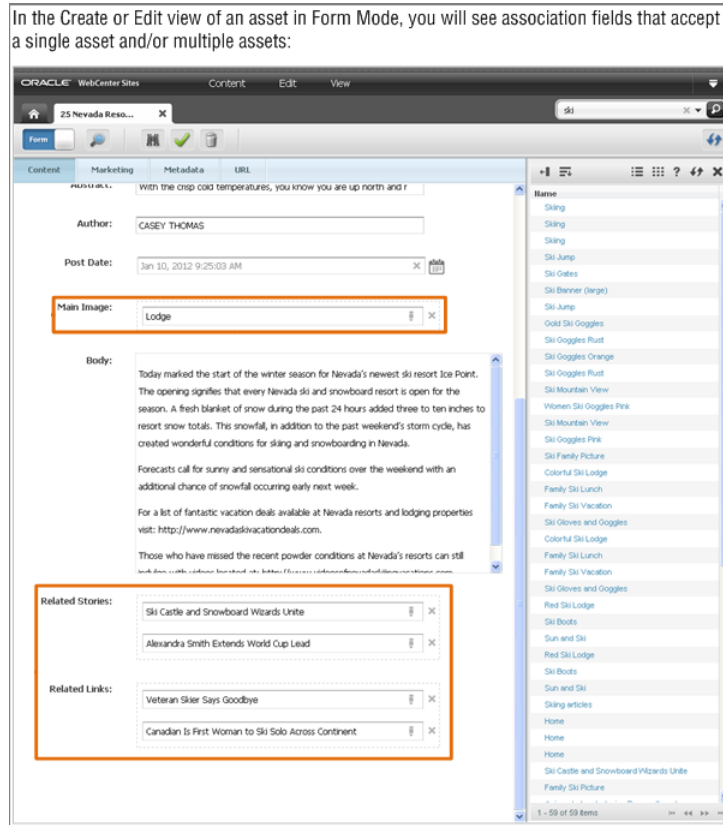 In the Create or Edit view of an asset in Form Mode, you will see association fields that accept
a single asset and/or multiple assets:
ORACLE WebCenter Sites Content Edit View
25 Nevada Reso... ski
Form
Content Marketing Metadata URL
Name
Abstract: With the crisp cold temperatures, you know you are up north and r
Author: CASEY THOMAS
Post Date: Jan 10, 2012 9:25:03 AM
Main Image: Lodge
Body:
Today marked the start of the winter season for Nevada's newest ski resort Ice Point.
The opening signifies that every Nevada ski and snowboard resort is open for the
season. A fresh blanket of snow during the past 24 hours added three to ten inches to
resort snow totals. This snowfall, in addition to the past weekend's storm cycle, has
created wonderful conditions for skiing and snowboarding in Nevada.
Forecasts call for sunny and sensational ski conditions over the weekend with an
additional chance of snowfall occurring early next week.
For a list of fantastic vacation deals available at Nevada resorts and lodging properties
visit: http://www.nevadaskivacationdeals.com.
Those who have missed the recent powder conditions at Nevada's resorts can still
Related Stories:
Ski Castle and Snowboard Wizards Unite
Alexandra Smith Extends World Cup Lead
Related Links:
Veteran Skier Says Goodbye
Canadian Is First Woman to Ski Solo Across Continent
Skiing
Skiing
Skiing
Ski Jump
Ski Gates
Ski Banner (large)
Ski Jump
Gold Ski Goggles
Ski Goggles Rust
Ski Goggles Orange
Ski Goggles Rust
Ski Mountain View
Women Ski Goggles Pink
Ski Mountain View
Ski Goggles Pink
Ski Family Picture
Colorful Ski Lodge
Family Ski Lunch
Family Ski Vacation
Ski Gloves and Goggles
Colorful Ski Lodge
Family Ski Lunch
Family Ski Vacation
Ski Gloves and Goggles
Red Ski Lodge
Ski Boots
Sun and Ski
Red Ski Lodge
Ski Boots
Sun and Ski
Skiing articles
Home
Home
Home
Ski Castle and Snowboard Wizards Unite
Family Ski Picture
1 - 59 of 59 items